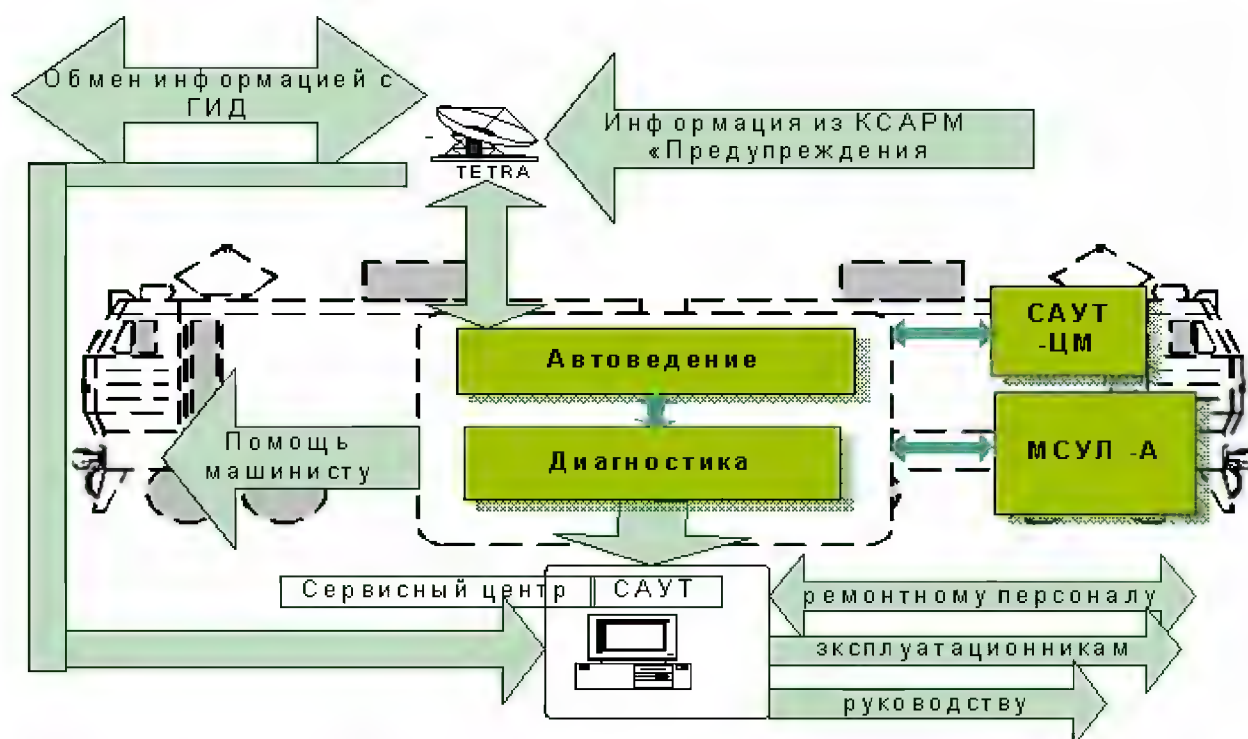 Обмен информацией с
ГИД
Информация из КСАРМ
«Предупреждения
TETRA
САУТ
-ЦМ
Автоведение
Помощь
машинисту
Диагностика
МСУЛ -А
Сервисный центр САУТ
ремонтному персоналу
эксплуатационникам
руководству